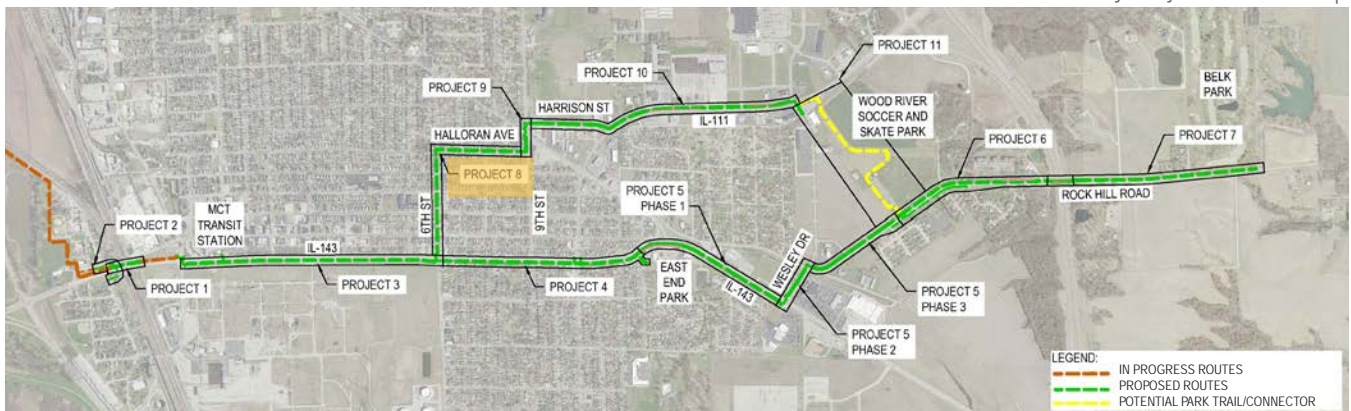 PROJECT 11
PROJECT 10
BELK
PARK
PROJECT 9
HARRISON ST
WOOD RIVER
SOCCER AND
SKATE PARK
IL-111
HALLORAN AVE
PROJECT 6
PROJECT 7
PROJECT 8
PROJECT 5
PHASE 1
ROCK HILL ROAD
6TH ST
9TH ST
MCT
TRANSIT
STATION
PROJECT 2
IL-143
WESLEY DR
EAST
END
PARK
PROJECT 1
PROJECT 3
PROJECT 4
IL-143
PROJECT 5
PHASE 3
PROJECT 5
PHASE 2
LEGEND:
IN PROGRESS ROUTES
PROPOSED ROUTES
POTENTIAL PARK TRAIL/CONNECTOR